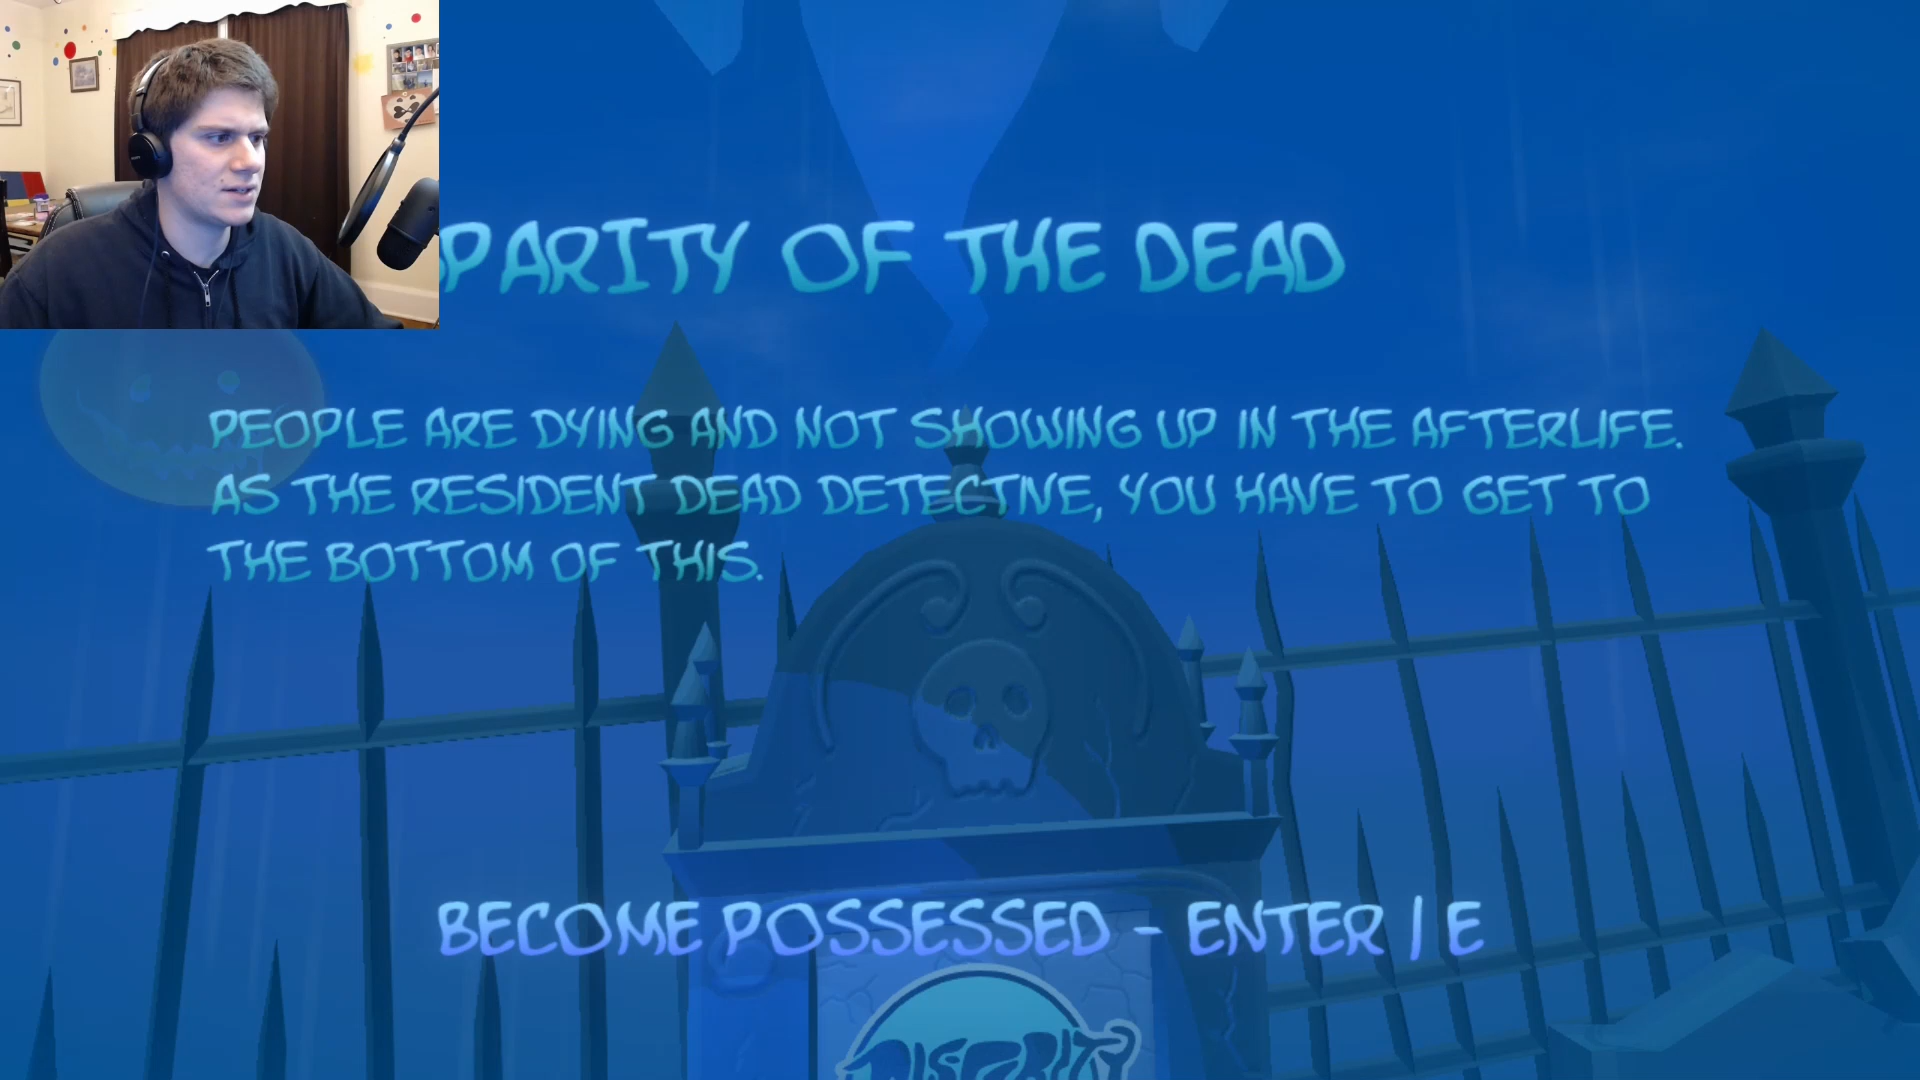 PARITY OF THE DEAD
PEOPLE ARE DYING AND NOT SHOWING UP IN THE AFTERLIFE.
AS THE RESIDENT DEAD DETECTIVE, YOU HAVE TO GET TO
THE BOTTOM OF THIS.
BECOME POSSESSED - ENTER / E
DISPARITY